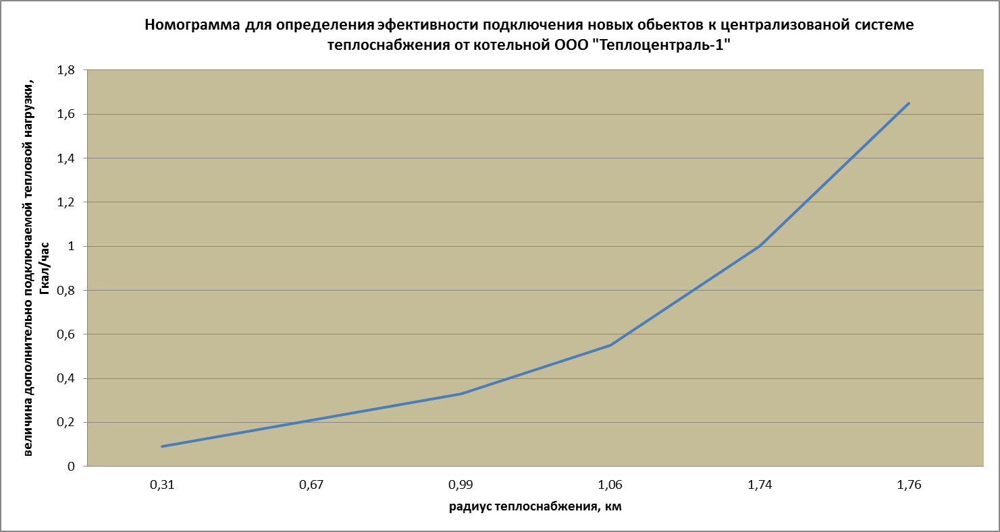 Номограмма для определения эфективности подключения новых обьектов к централизованой системе
теплоснабжения от котельной ООО "Теплоцентраль-1"
величина дополнительно подключаемой тепловой нагрузки,
Гкал/час
1,8
1,6
1,4
1,2
1
0,8
0,6
0,4
0,2
0
0,31 0,67 0,99 1,06 1,74 1,76
радиус теплоснабжения, км